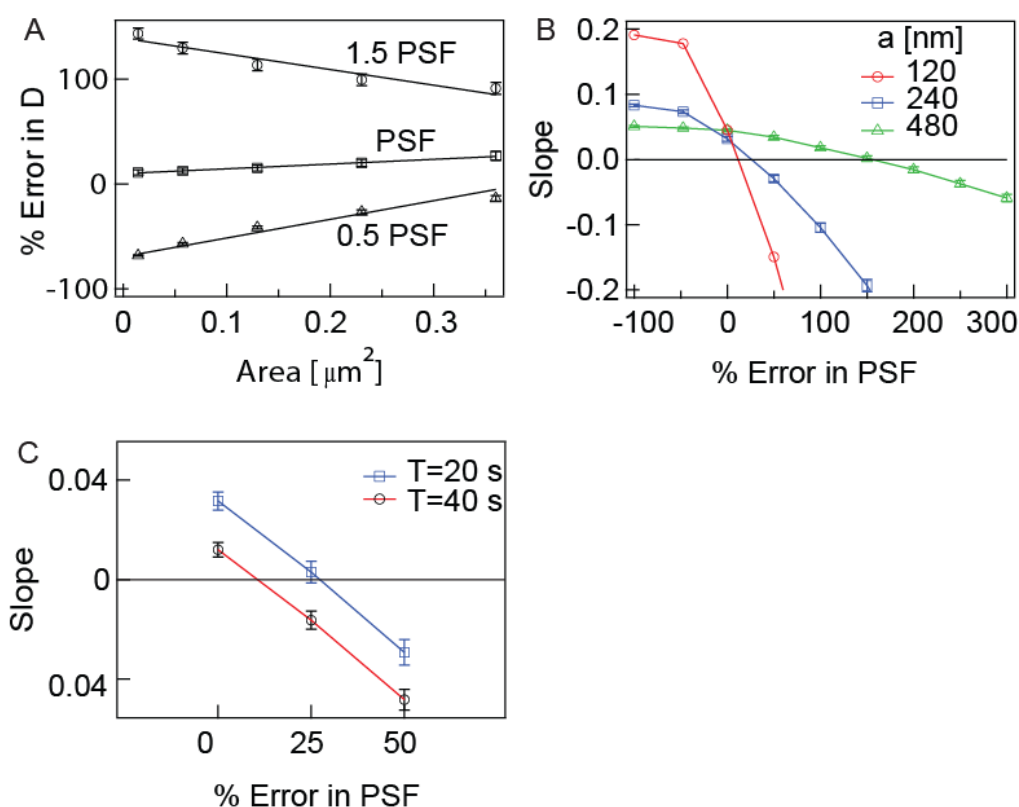 A
% Error in D
100
0
-100
1.5 PSF
PSF
0.5 PSF
0
0.1
0.2
0.3
Area [ μm²]
B
Slope
0.2
0.1
0.0
-0.1
-0.2
a [nm]
120
240
480
-100
0
100
200
300
% Error in PSF
C
Slope
0.04
0
0.04
T=20 s
T=40 s
0
25
50
% Error in PSF